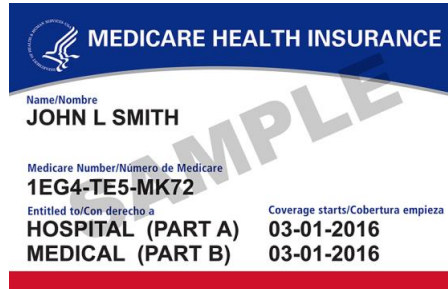 MEDICARE HEALTH INSURANCE
Name/Nombre
JOHN L SMITH
SAMPLE
Medicare Number/Número de Medicare
1EG4-TE5-MK72
Entitled to/Con derecho a Coverage starts/Cobertura empieza
HOSPITAL (PART A) 03-01-2016
MEDICAL (PART B) 03-01-2016